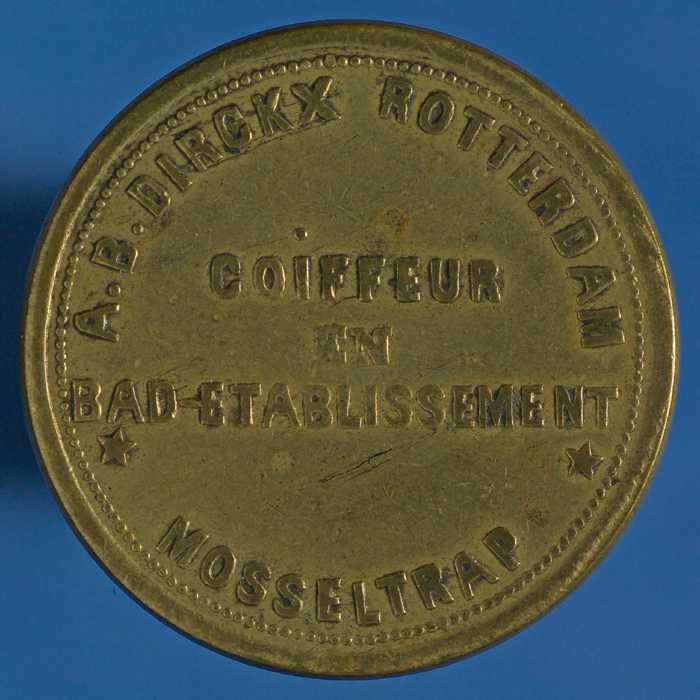 A.B. DIRCKX ROTTERDAM
COIFFEUR
EN
BAD-ETABLISSEMENT
MOSSELTRAP